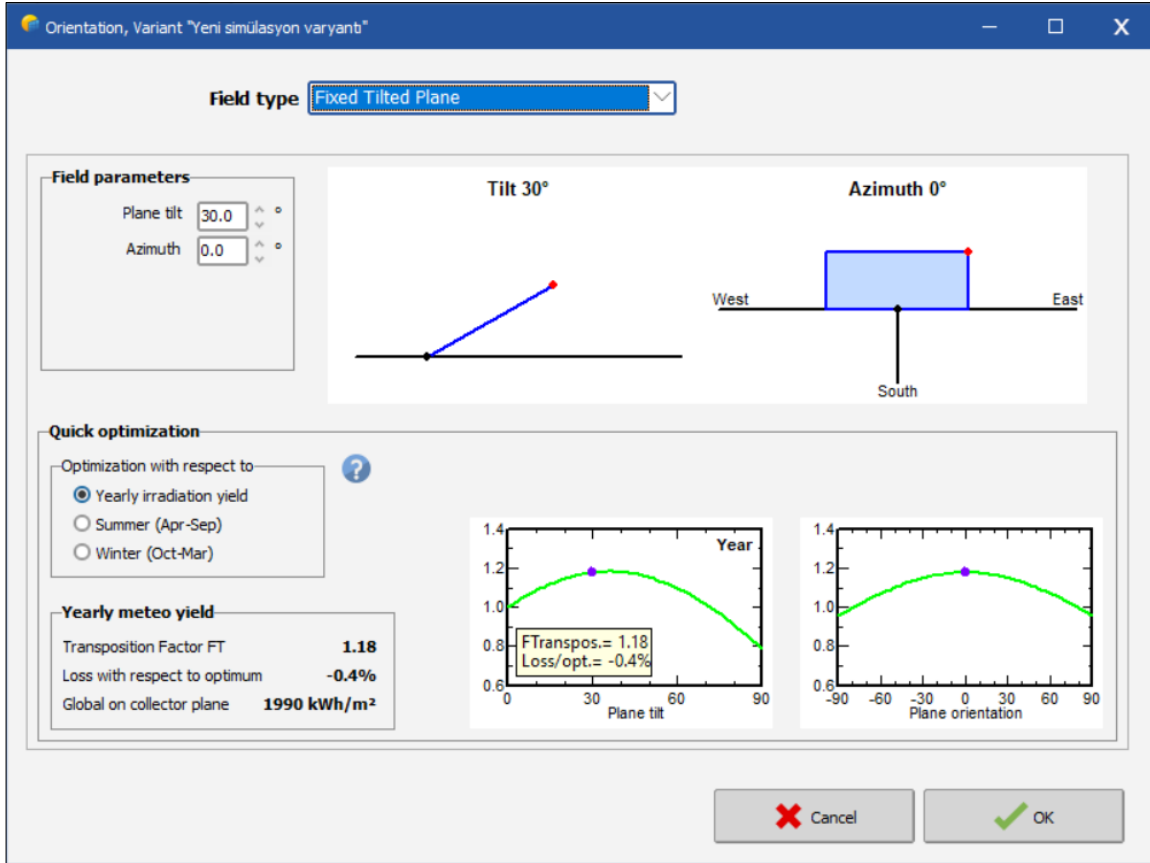 Orientation, Variant "Yeni simülasyon varyantı"
Field type Fixed Tilted Plane
Field parameters
Plane tilt 30.0 °
Azimuth 0.0 °
Tilt 30°
Azimuth 0°
West
East
South
Quick optimization
Optimization with respect to
Yearly irradiation yield
Summer (Apr-Sep)
Winter (Oct-Mar)
?
Yearly meteo yield
Transposition Factor FT 1.18
Loss with respect to optimum -0.4%
Global on collector plane 1990 kWh/m²
1.4
Year
1.2
1.0
0.8
FTranspos.= 1.18
Loss/opt.= -0.4%
0.6
0 30 60 90
Plane tilt
1.4
1.2
1.0
0.8
0.6
-90 -60 -30 0 30 60 90
Plane orientation
Cancel
OK